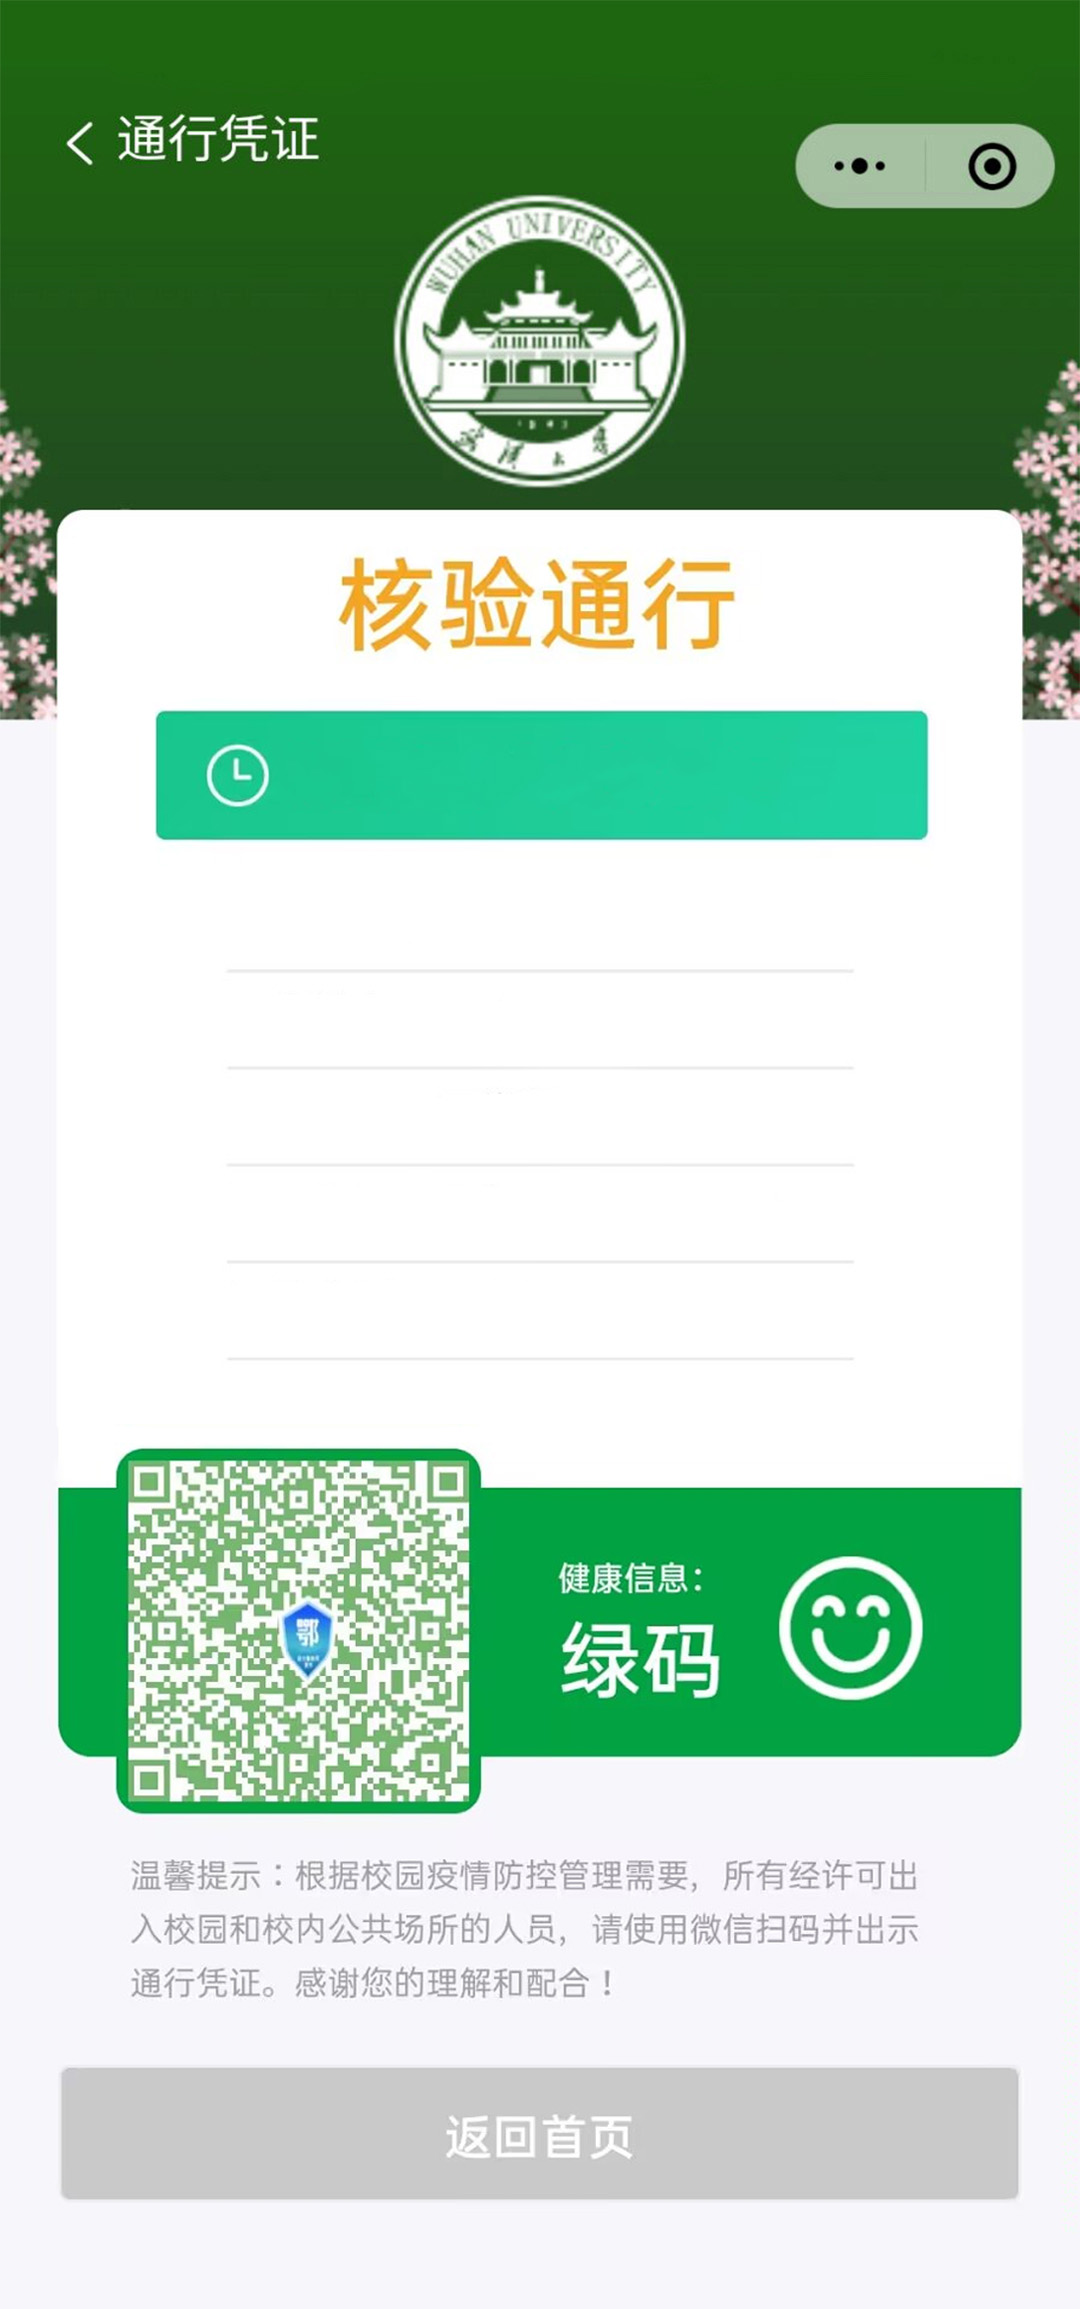 通行凭证
WUHAN UNIVERSITY
1893
武汉大学
核验通行
健康信息：
绿码
鄂
温馨提示：根据校园疫情防控管理需要，所有经许可出
入校园和校内公共场所的人员，请使用微信扫码并出示
通行凭证。感谢您的理解和配合！
返回首页